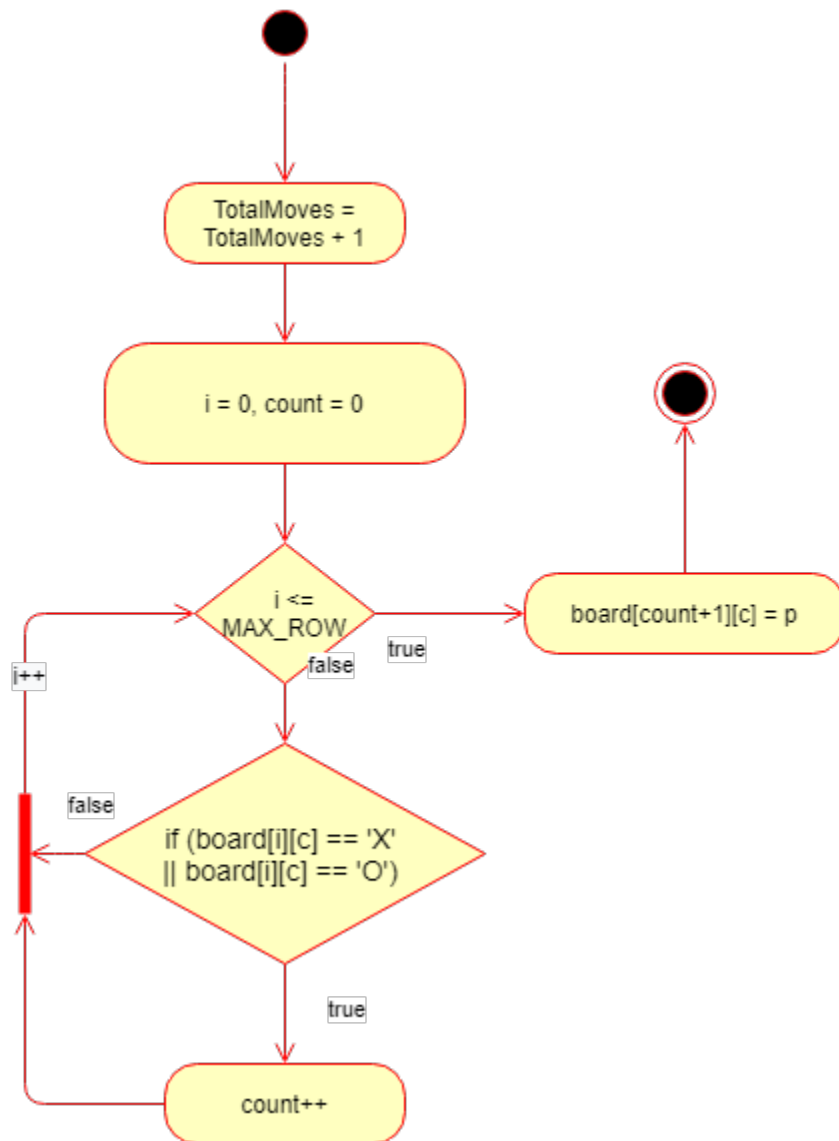 TotalMoves =
TotalMoves + 1
i = 0, count = 0
i <=
MAX_ROW
false
true
board[count+1][c] = p
i++
false
if (board[i][c] == 'X'
|| board[i][c] == 'O')
true
count++